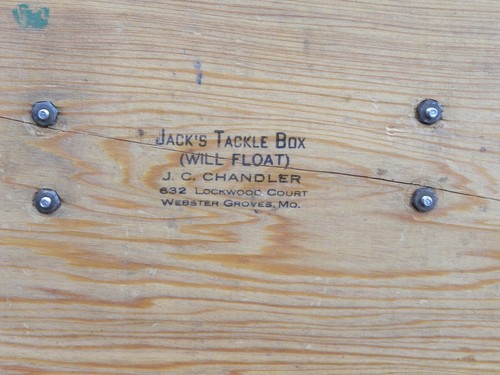 Jack's Tackle Box
(WILL FLOAT)
J. C. CHANDLER
632 Lockwood Court
Webster Groves, Mo.